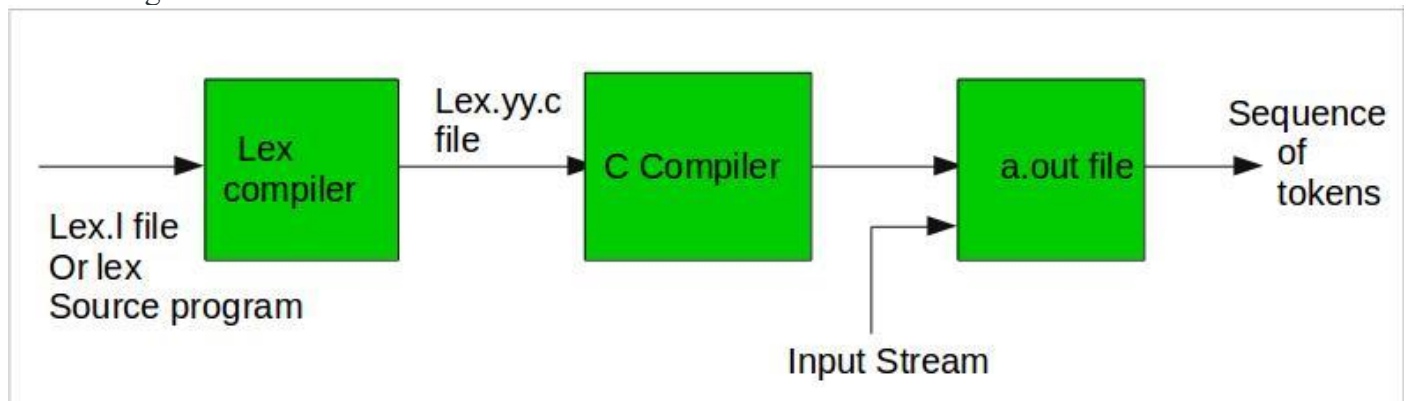 Lex.yy.c
file
Lex
compiler
C Compiler
a.out file
Sequence
of
tokens
Lex.l file
Or lex
Source program
Input Stream